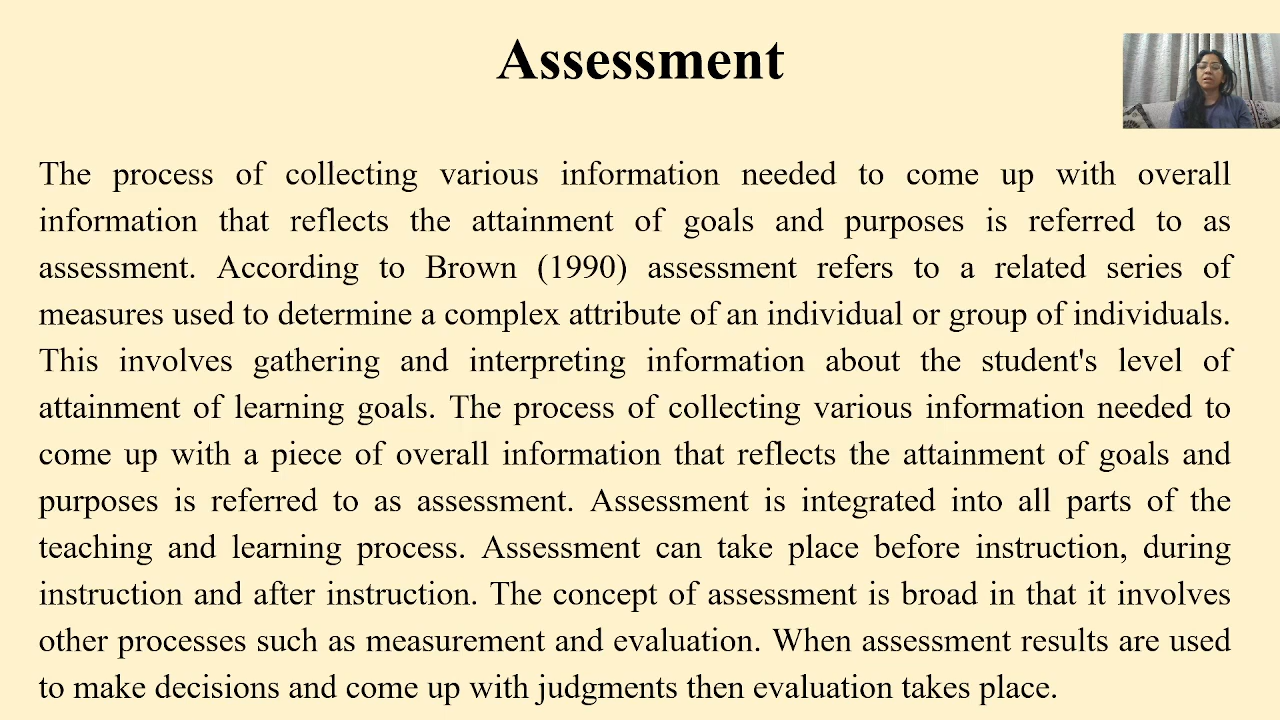 Assessment
The process of collecting various information needed to come up with overall
information that reflects the attainment of goals and purposes is referred to as
assessment. According to Brown (1990) assessment refers to a related series of
measures used to determine a complex attribute of an individual or group of individuals.
This involves gathering and interpreting information about the student's level of
attainment of learning goals. The process of collecting various information needed to
come up with a piece of overall information that reflects the attainment of goals and
purposes is referred to as assessment. Assessment is integrated into all parts of the
teaching and learning process. Assessment can take place before instruction, during
instruction and after instruction. The concept of assessment is broad in that it involves
other processes such as measurement and evaluation. When assessment results are used
to make decisions and come up with judgments then evaluation takes place.